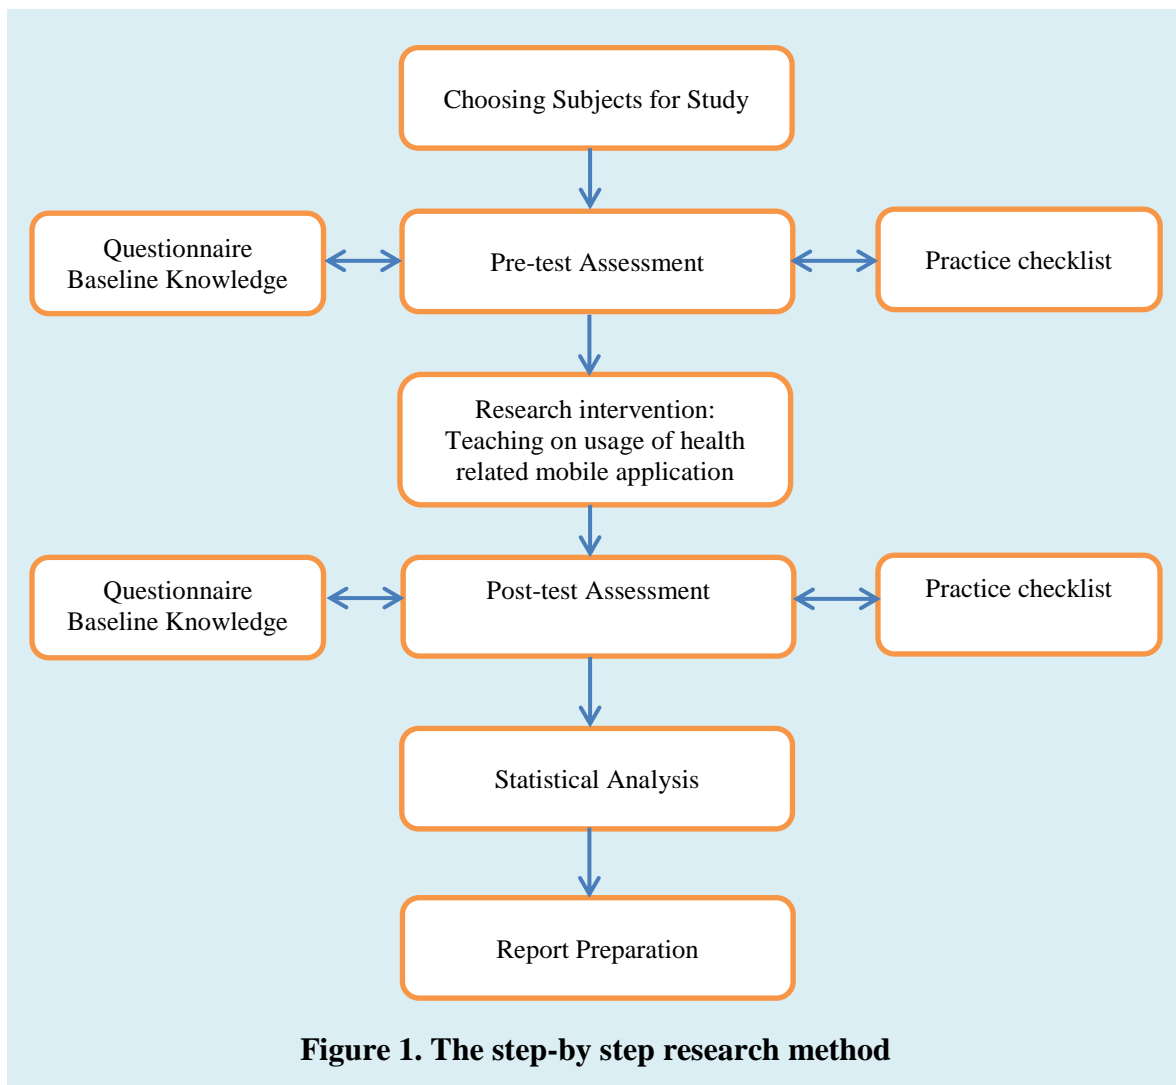 Choosing Subjects for Study
Questionnaire
Baseline Knowledge
Pre-test Assessment
Practice checklist
Research intervention:
Teaching on usage of health
related mobile application
Questionnaire
Baseline Knowledge
Post-test Assessment
Practice checklist
Statistical Analysis
Report Preparation
Figure 1. The step-by step research method